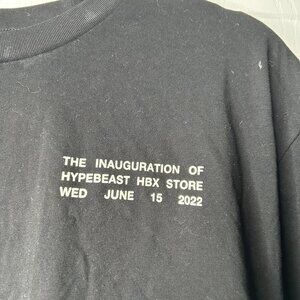 THE INAUGURATION OF
HYPEBEAST HBX STORE
WED JUNE 15 2022